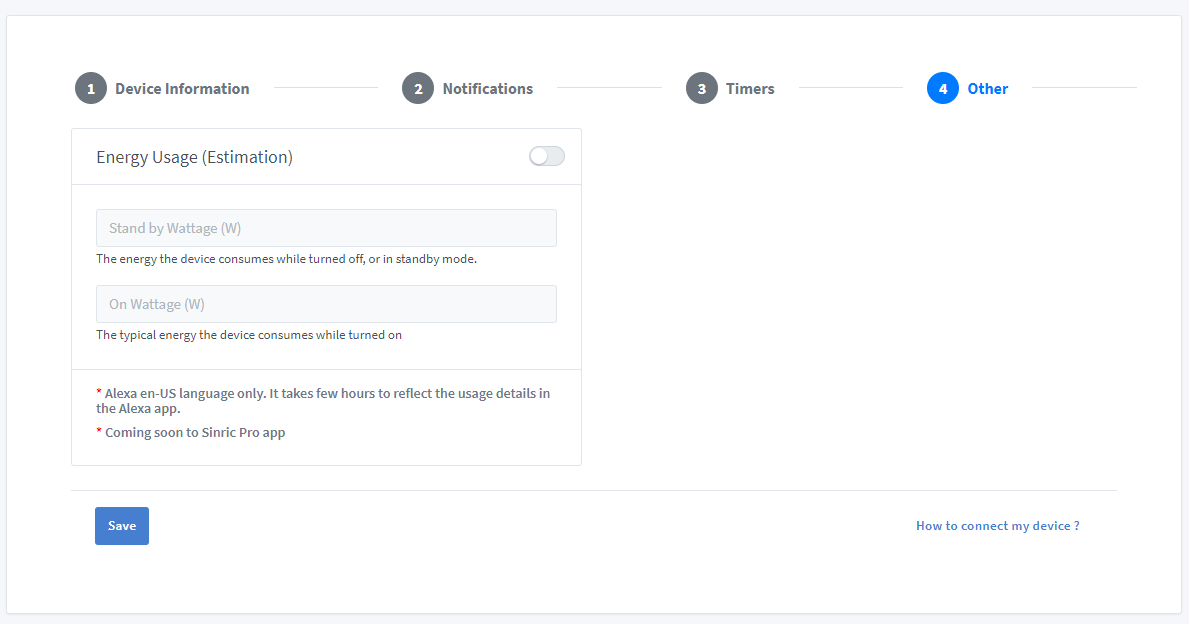 1 Device Information 2 Notifications 3 Timers 4 Other
Energy Usage (Estimation)
Stand by Wattage (W)
The energy the device consumes while turned off, or in standby mode.
On Wattage (W)
The typical energy the device consumes while turned on
* Alexa en-US language only. It takes few hours to reflect the usage details in
the Alexa app.
* Coming soon to Sinric Pro app
Save How to connect my device ?